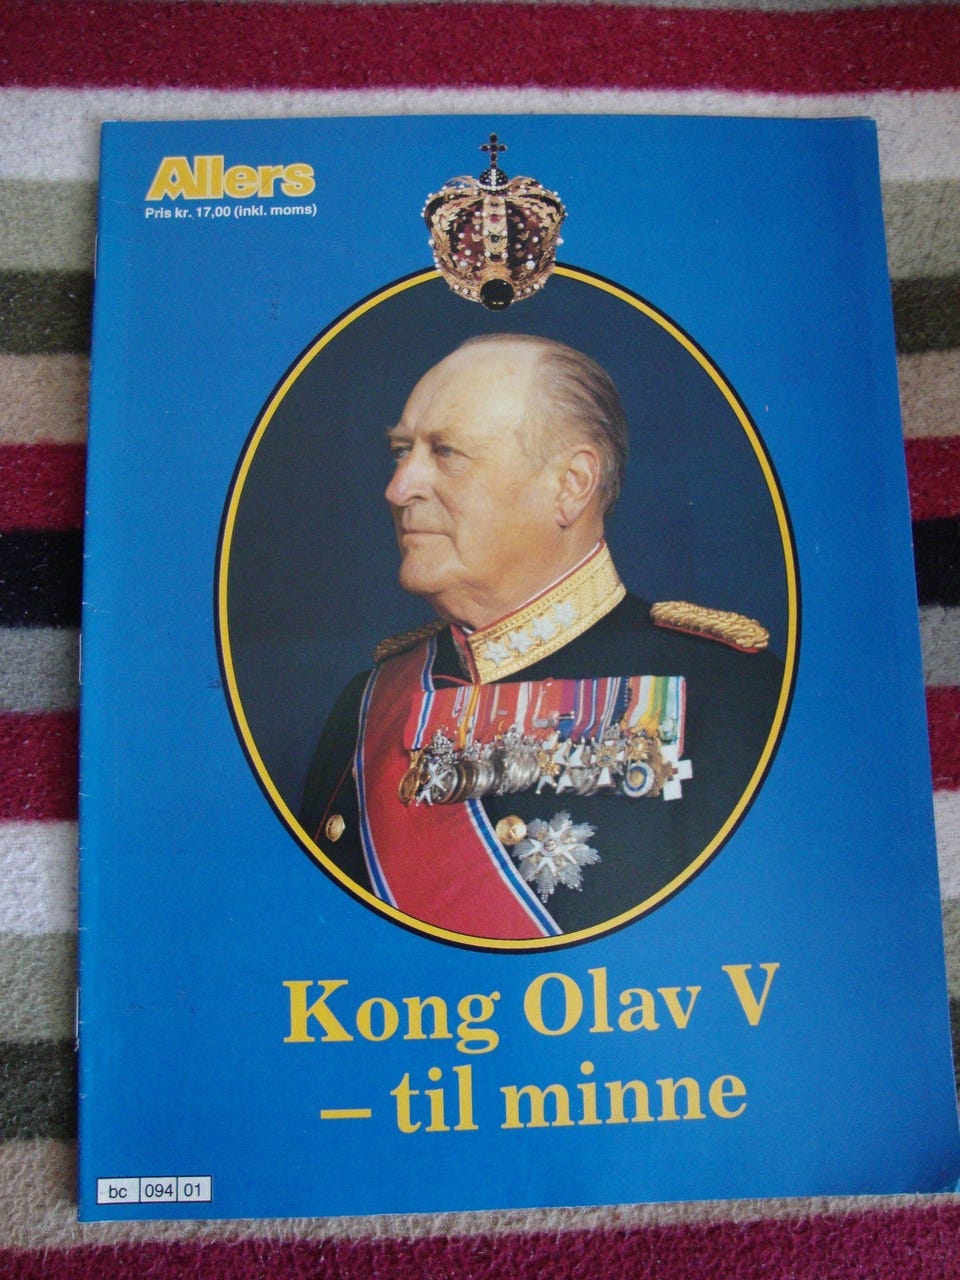 Allers
Pris kr. 17,00 (inkl. moms)
Kong Olav V
– til minne
bc 094 01